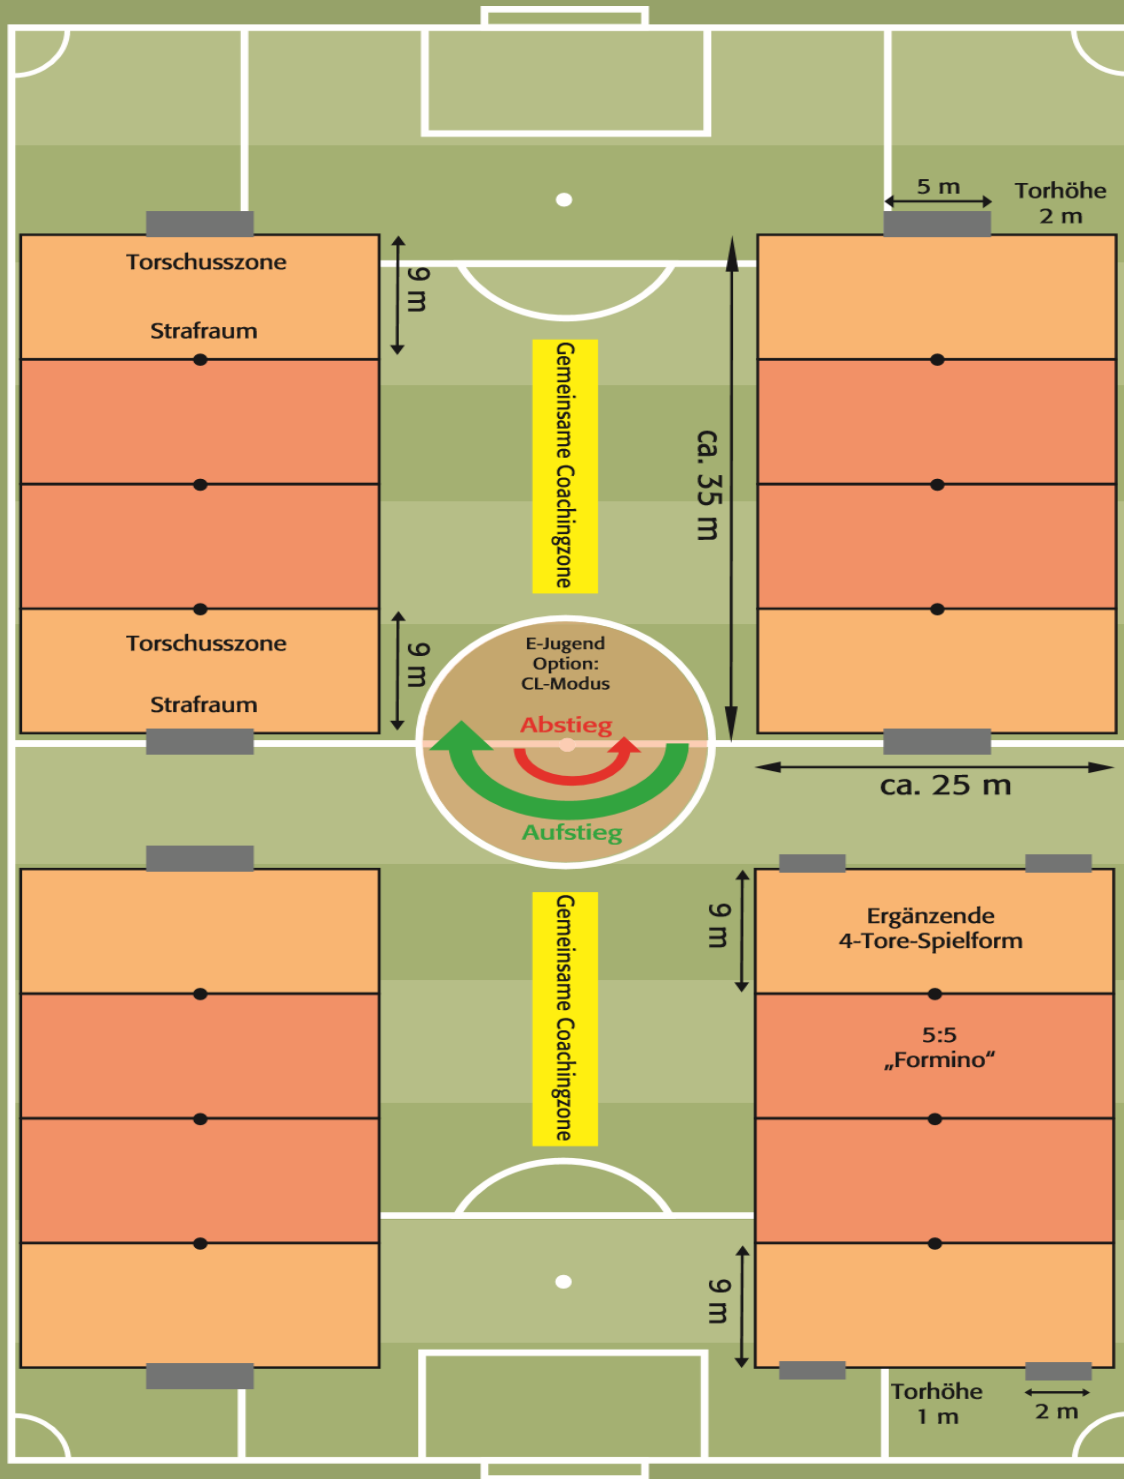 5 m
Torhöhe
2 m
Torschusszone
Strafraum
9 m
Gemeinsame Coachingzone
ca. 35 m
Torschusszone
Strafraum
9 m
E-Jugend
Option:
CL-Modus
Abstieg
Aufstieg
ca. 25 m
Gemeinsame Coachingzone
9 m
Ergänzende
4-Tore-Spielform
5:5
„Formino“
9 m
Torhöhe
1 m
2 m